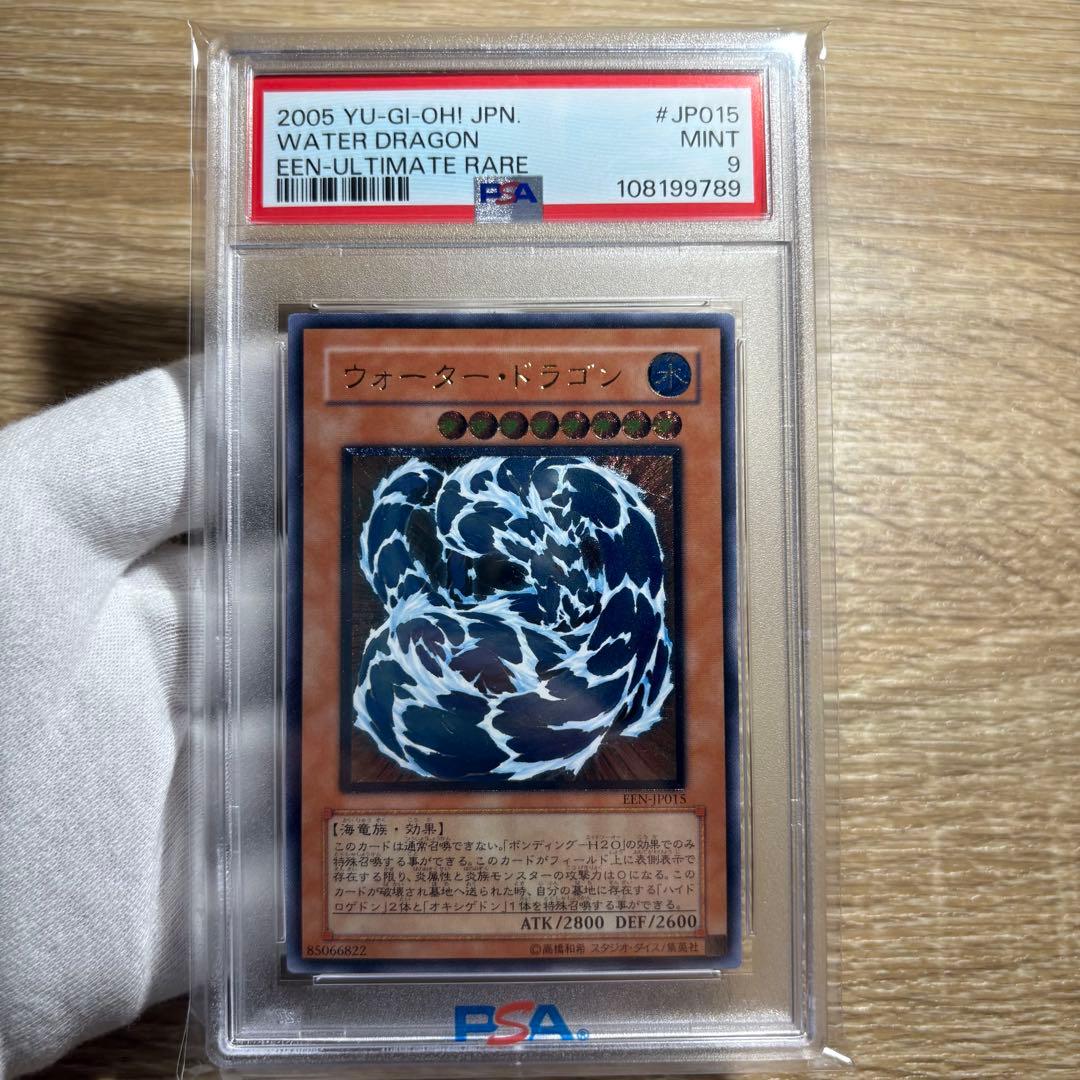 2005 YU-GI-OH! JPN. #JP015
WATER DRAGON MINT
EEN-ULTIMATE RARE 9
PSA 108199789
ウォーター・ドラゴン 水
EEN-JP015
【海竜族・効果】
このカードは通常召喚できない。「ボンディング－H2O」の効果でのみ
特殊召喚する事ができる。このカードがフィールド上に表側表示で
存在する限り、炎属性と炎族モンスターの攻撃力は0になる。この
カードが破壊され墓地へ送られた時、自分の墓地に存在する「ハイド
ロゲドン」2体と「オキシゲドン」1体を特殊召喚する事ができる。
ATK/2800 DEF/2600
85066822 ©高橋和希 スタジオ・ダイス/集英社
PSA®